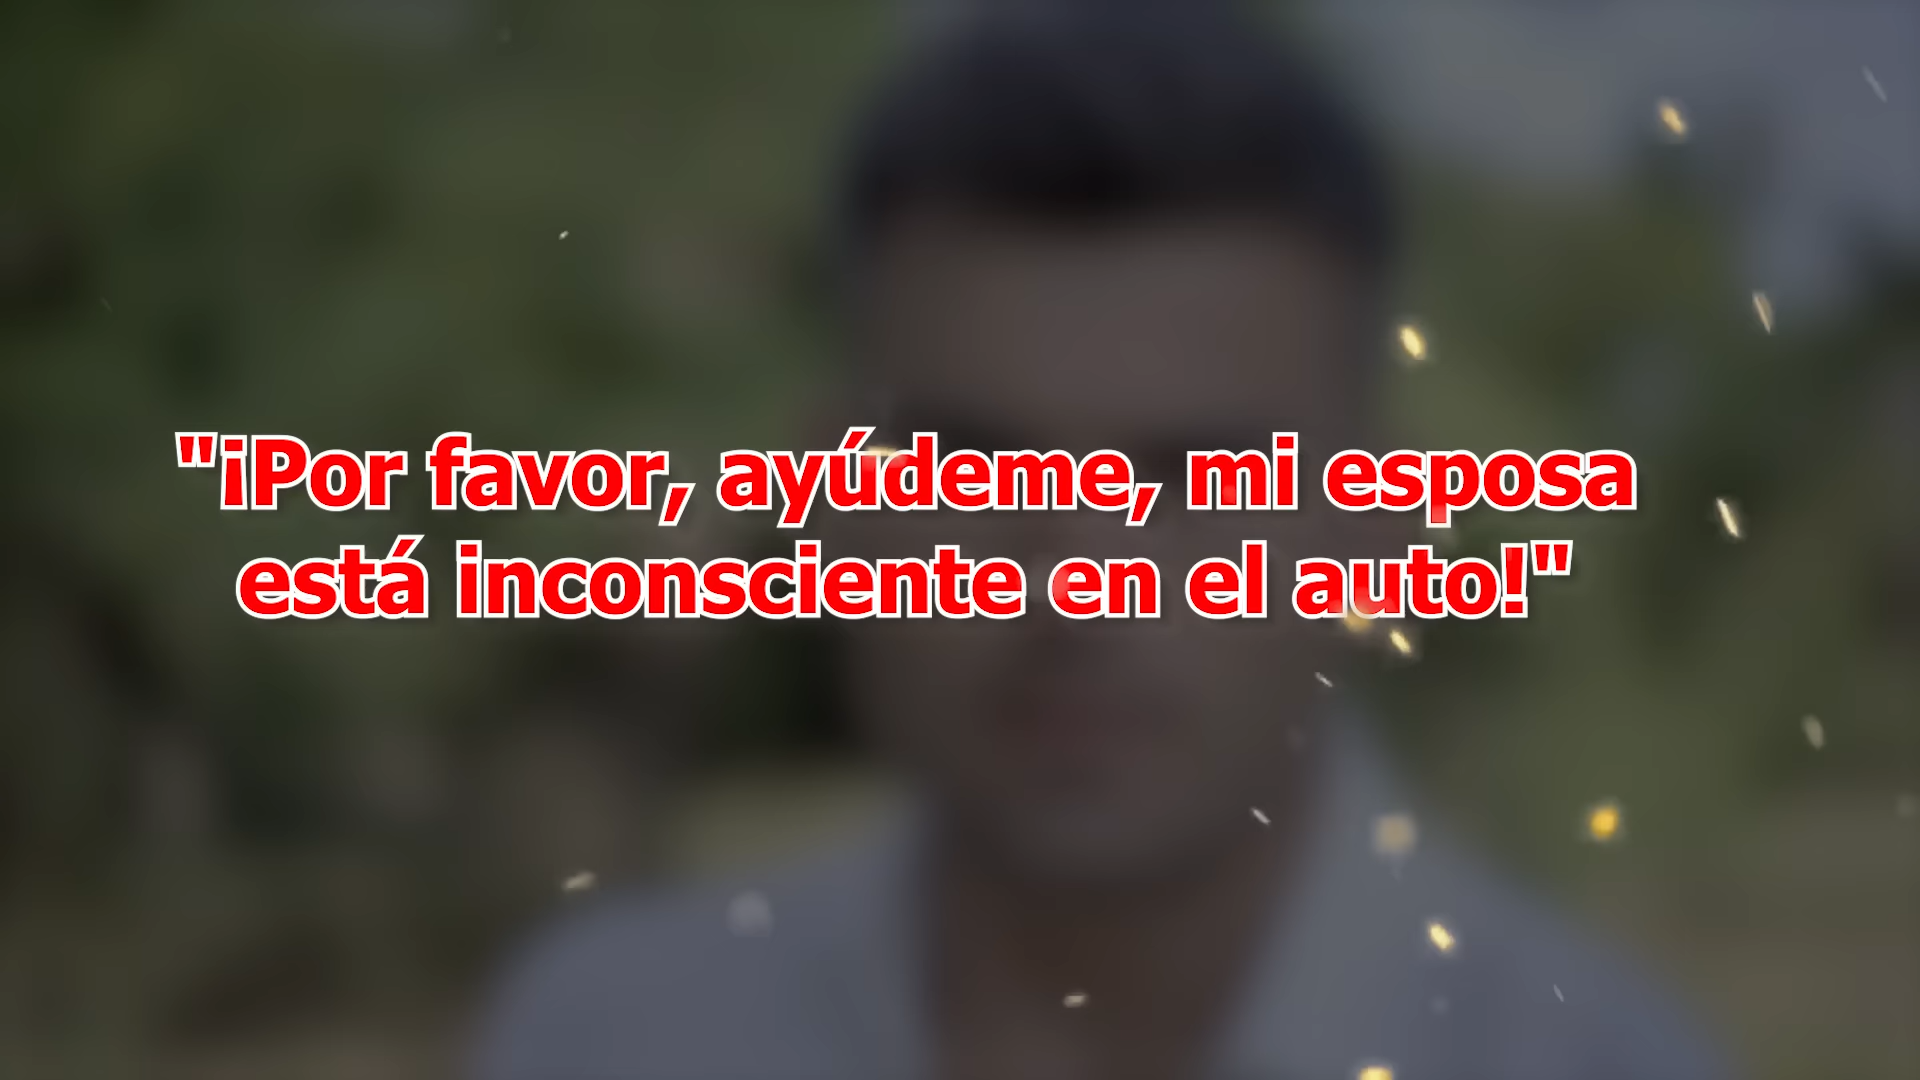 "¡Por favor, ayúdeme, mi esposa
está inconsciente en el auto!"